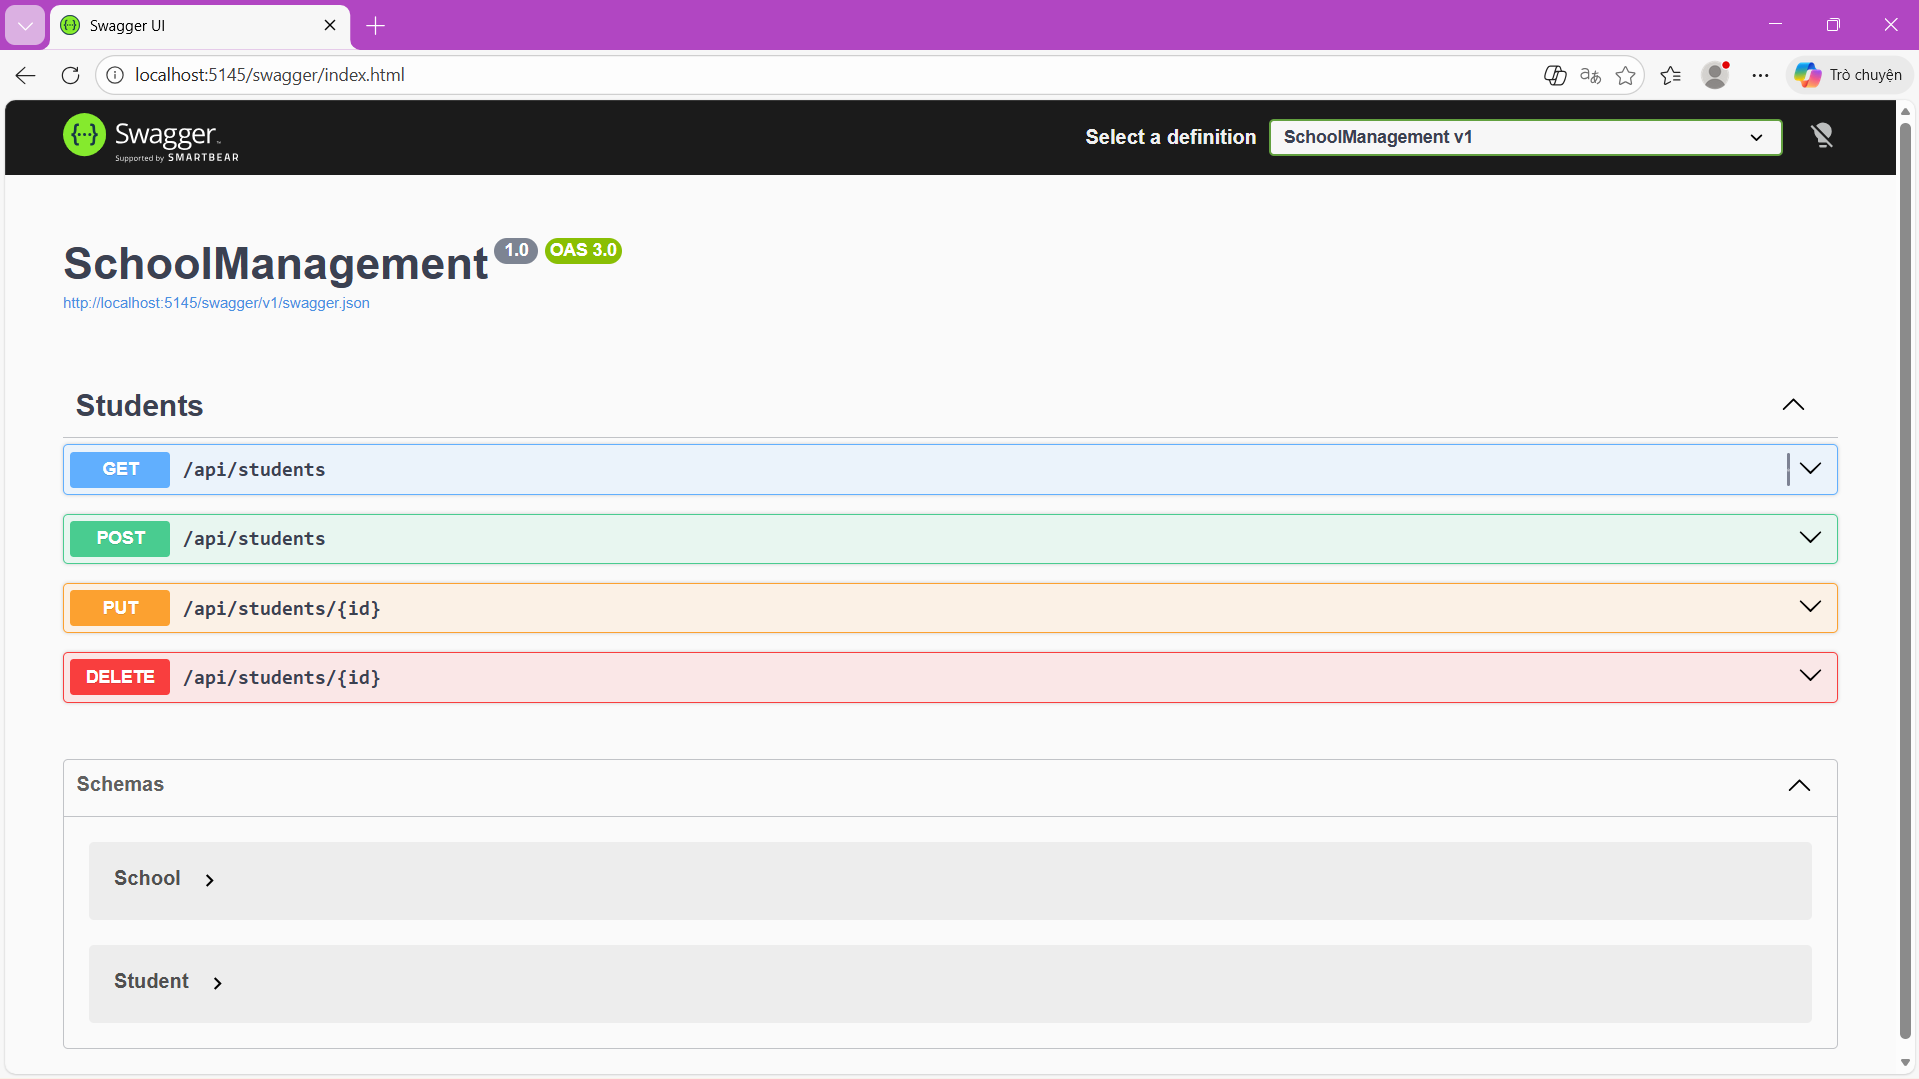 Swagger UI
localhost:5145/swagger/index.html
Trò chuyện
Swagger
Supported by SMARTBEAR
Select a definition
SchoolManagement v1
SchoolManagement 1.0 OAS 3.0
http://localhost:5145/swagger/v1/swagger.json
Students
GET /api/students
POST /api/students
PUT /api/students/{id}
DELETE /api/students/{id}
Schemas
School
Student